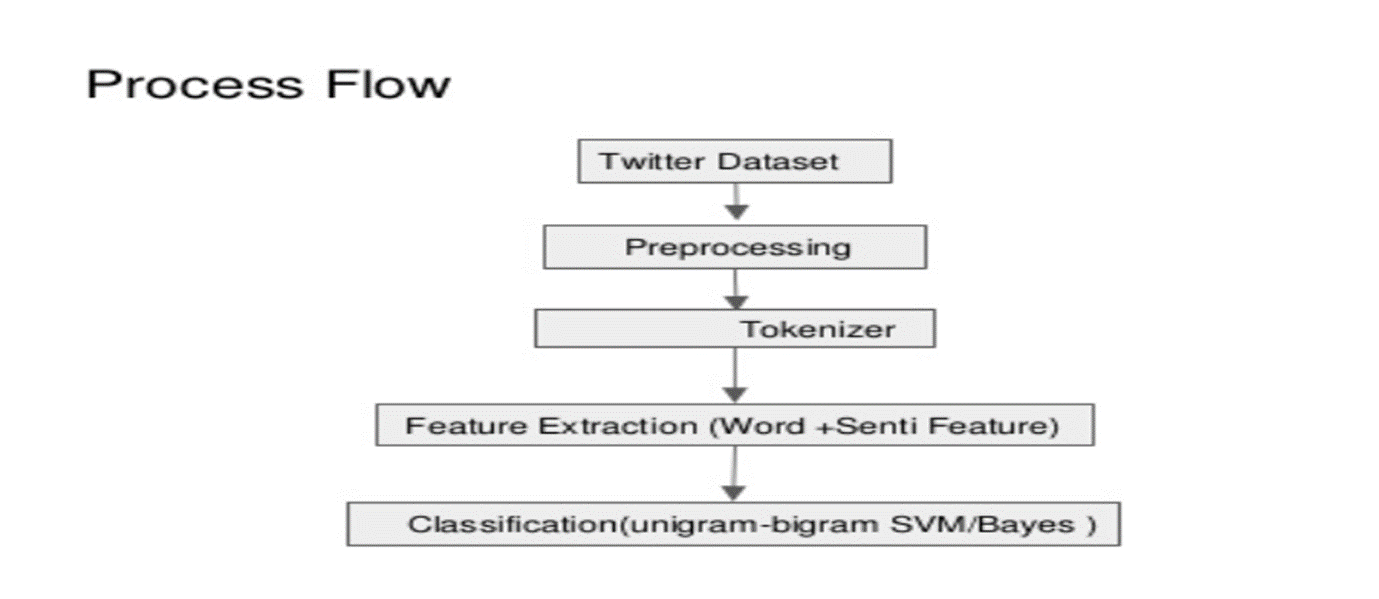 Process Flow
Twitter Dataset
Preprocessing
Tokenizer
Feature Extraction (Word +Senti Feature)
Classification(unigram-bigram SVM/Bayes )